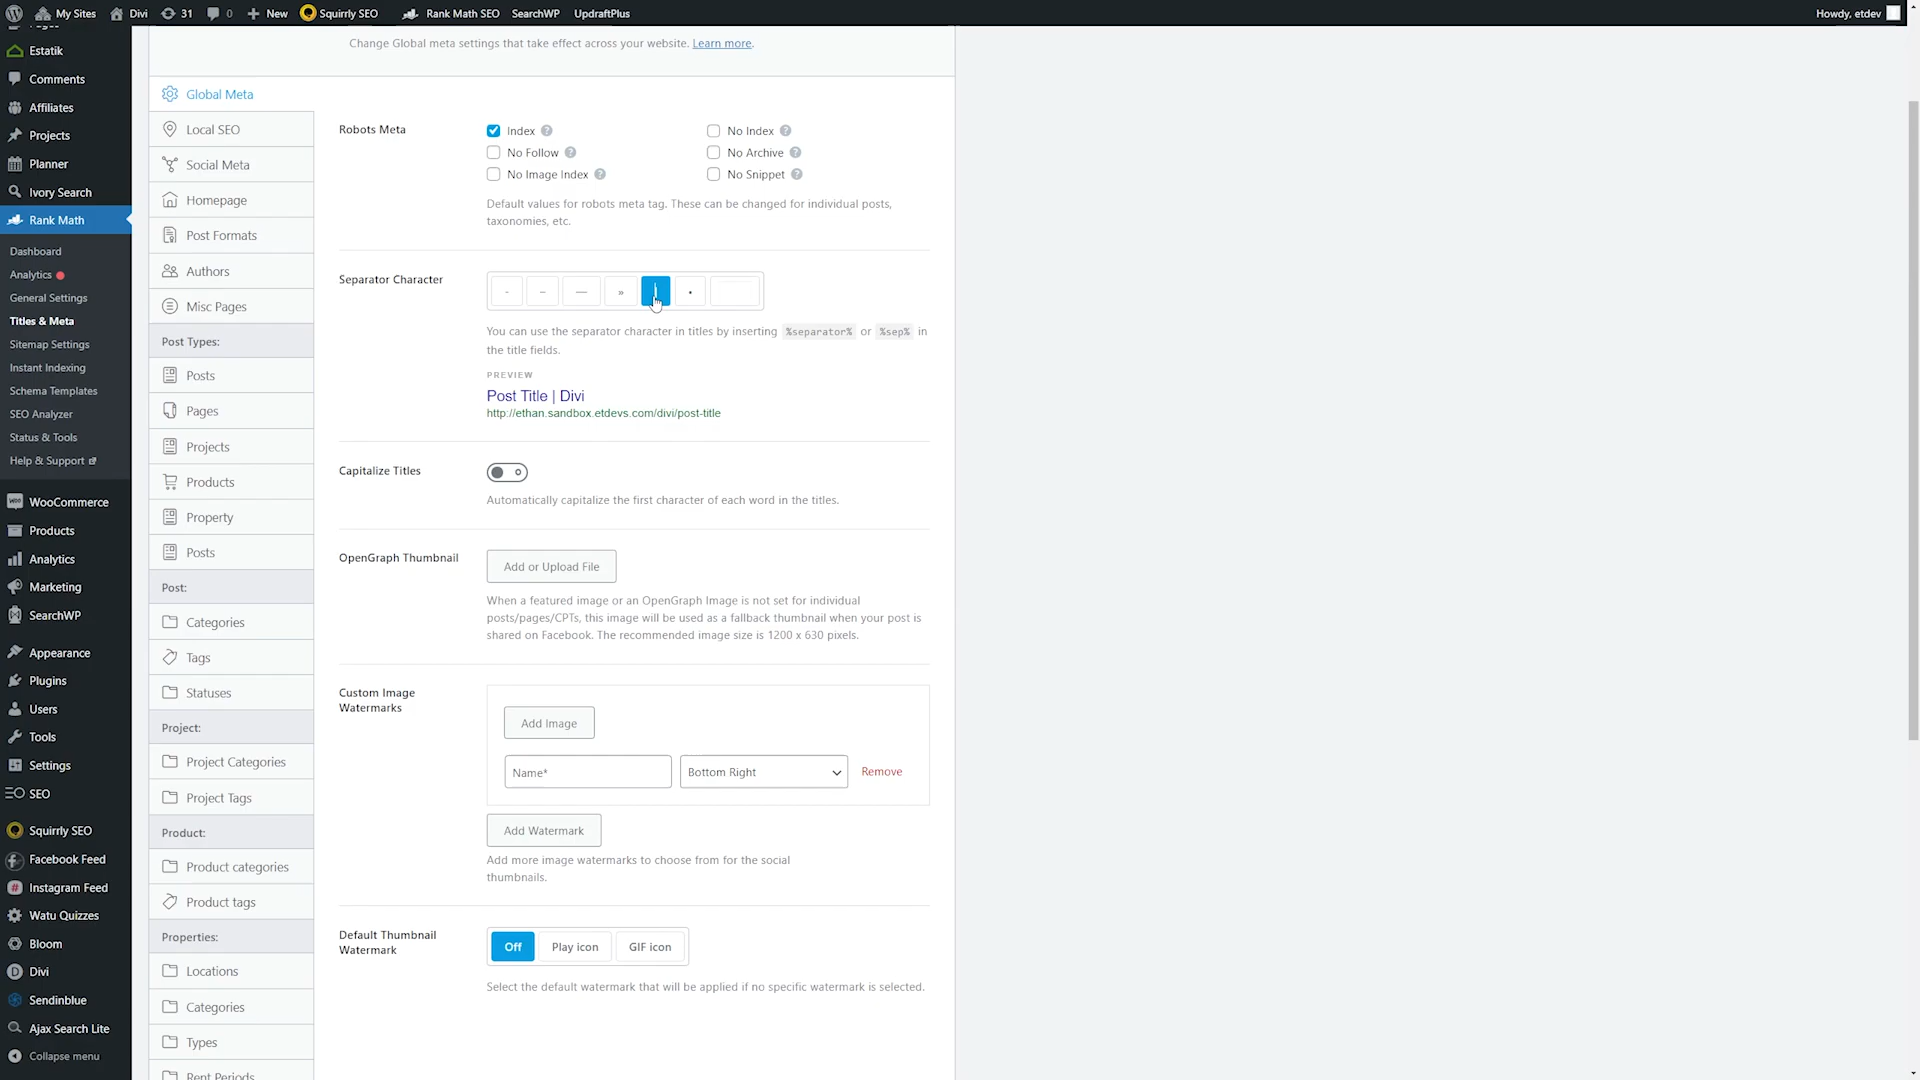 My Sites
Divi
31
0
New
Squirrly SEO
Rank Math SEO
SearchWP
UpdraftPlus
Howdy, etdev
Estatik
Comments
Affiliates
Projects
Planner
Ivory Search
Rank Math
Dashboard
Analytics
General Settings
Titles & Meta
Sitemap Settings
Instant Indexing
Schema Templates
SEO Analyzer
Status & Tools
Help & Support
WooCommerce
Products
Analytics
Marketing
SearchWP
Appearance
Plugins
Users
Tools
Settings
SEO
Squirrly SEO
Facebook Feed
Instagram Feed
Watu Quizzes
Bloom
Divi
Sendinblue
Ajax Search Lite
Collapse menu
Change Global meta settings that take effect across your website. Learn more.
Global Meta
Local SEO
Social Meta
Homepage
Post Formats
Authors
Misc Pages
Post Types:
Posts
Pages
Projects
Products
Property
Posts
Post:
Categories
Tags
Statuses
Project:
Project Categories
Project Tags
Product:
Product categories
Product tags
Properties:
Locations
Categories
Types
Rent Periods
Robots Meta
Index
No Index
No Follow
No Archive
No Image Index
No Snippet
Default values for robots meta tag. These can be changed for individual posts,
taxonomies, etc.
Separator Character
- – — » | •
You can use the separator character in titles by inserting %separator% or %sep% in
the title fields.
PREVIEW
Post Title | Divi
http://ethan.sandbox.etdevs.com/divi/post-title
Capitalize Titles
Automatically capitalize the first character of each word in the titles.
OpenGraph Thumbnail
Add or Upload File
When a featured image or an OpenGraph Image is not set for individual
posts/pages/CPTs, this image will be used as a fallback thumbnail when your post is
shared on Facebook. The recommended image size is 1200 x 630 pixels.
Custom Image
Watermarks
Add Image
Name*
Bottom Right
Remove
Add Watermark
Add more image watermarks to choose from for the social
thumbnails.
Default Thumbnail
Watermark
Off
Play icon
GIF icon
Select the default watermark that will be applied if no specific watermark is selected.